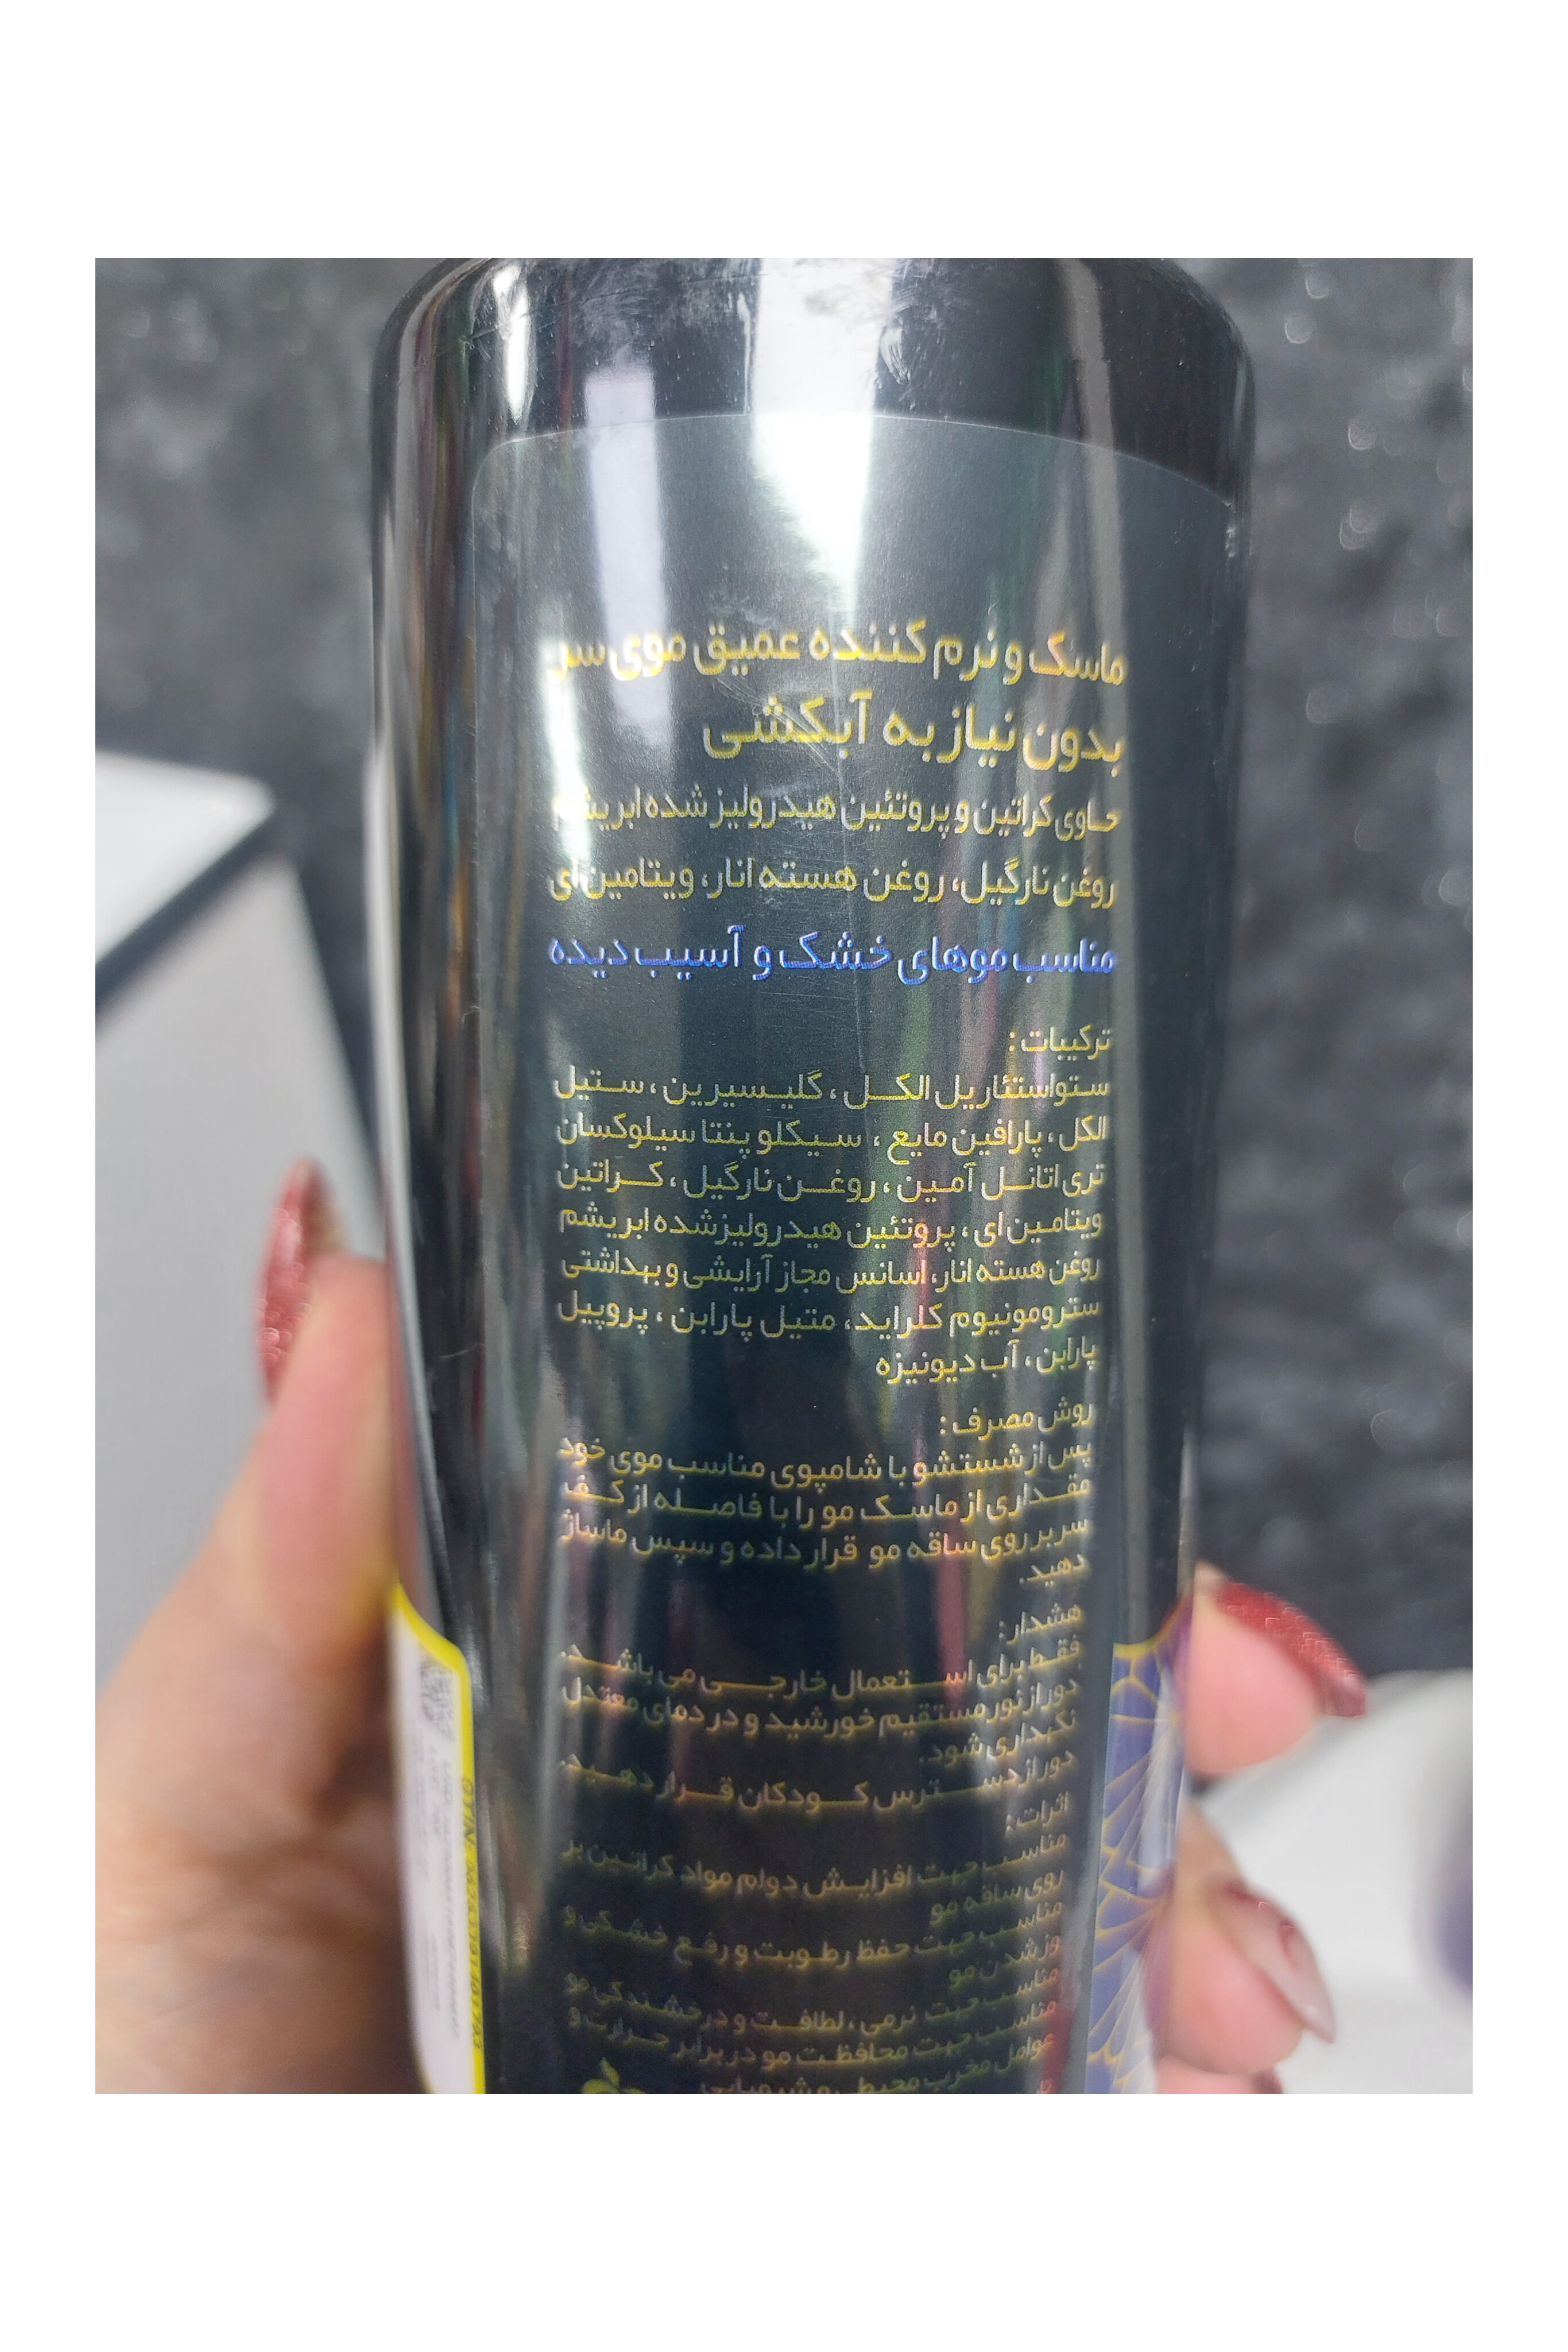 ماسک و نرم کننده عمیق موی سر
بدون نیاز به آبکشی
حاوی کراتین و پروتئین هیدرولیز شده ابریشم
روغن نارگیل، روغن هسته انار، ویتامین ای
مناسب موهای خشک و آسیب دیده
ترکیبات :
ستواستئاریل الکل ، گلیسیرین ، ستیل
الکل ، پارافین مایع ، سیکلو پنتا سیلوکسان
تری اتانل آمین ، روغن نارگیل ، کراتین
ویتامین ای ، پروتئین هیدرولیز شده ابریشم
روغن هسته انار، اسانس مجاز آرایشی و بهداشتی
سترومونیوم کلراید، متیل پارابن ، پروپیل
پارابن ، آب دیونیزه
روش مصرف :
پس از شستشو با شامپوی مناسب موی خود
مقداری از ماسک مو را با فاصله از کف
سر بر روی ساقه مو قرار داده و سپس ماساژ
دهید.
هشدار :
فقط برای استعمال خارجی می باشد.
دور از نور مستقیم خورشید و در دمای معتدل
نگهداری شود.
دور از دسترس کودکان قرار دهید.
اثرات :
مناسب جهت افزایش دوام مواد کراتین بر
روی ساقه مو
مناسب جهت حفظ رطوبت و رفع خشکی و
وز شدن مو
مناسب جهت نرمی ، لطافت و درخشندگی مو
مناسب جهت محافظت مو در برابر حرارت و
عوامل مخرب محیطی و شیمیایی